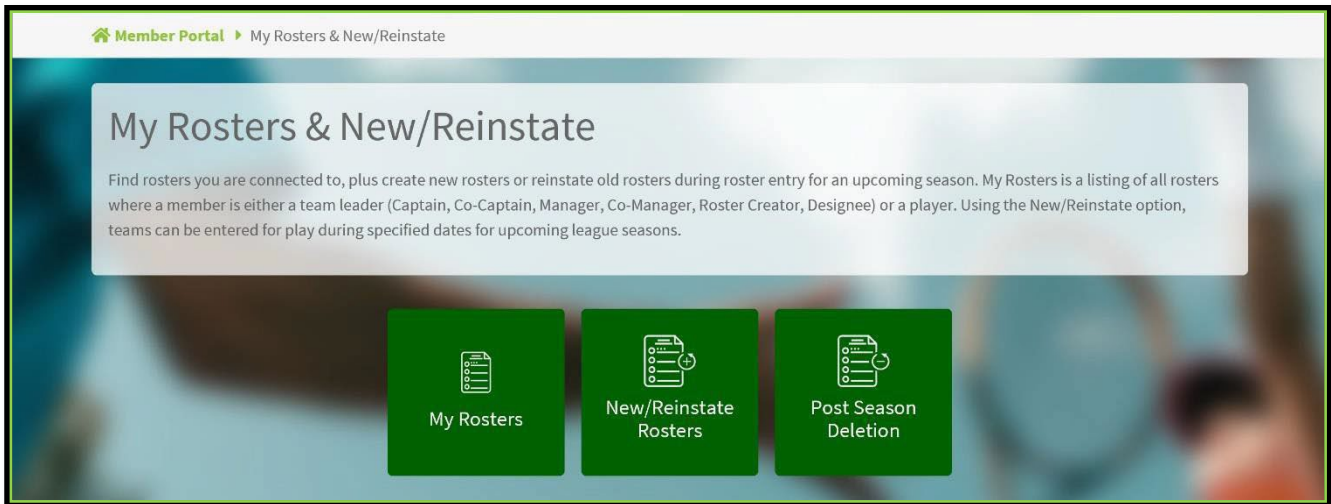 Member Portal My Rosters & New/Reinstate
My Rosters & New/Reinstate
Find rosters you are connected to, plus create new rosters or reinstate old rosters during roster entry for an upcoming season. My Rosters is a listing of all rosters
where a member is either a team leader (Captain, Co-Captain, Manager, Co-Manager, Roster Creator, Designee) or a player. Using the New/Reinstate option,
teams can be entered for play during specified dates for upcoming league seasons.
My Rosters
New/Reinstate
Rosters
Post Season
Deletion